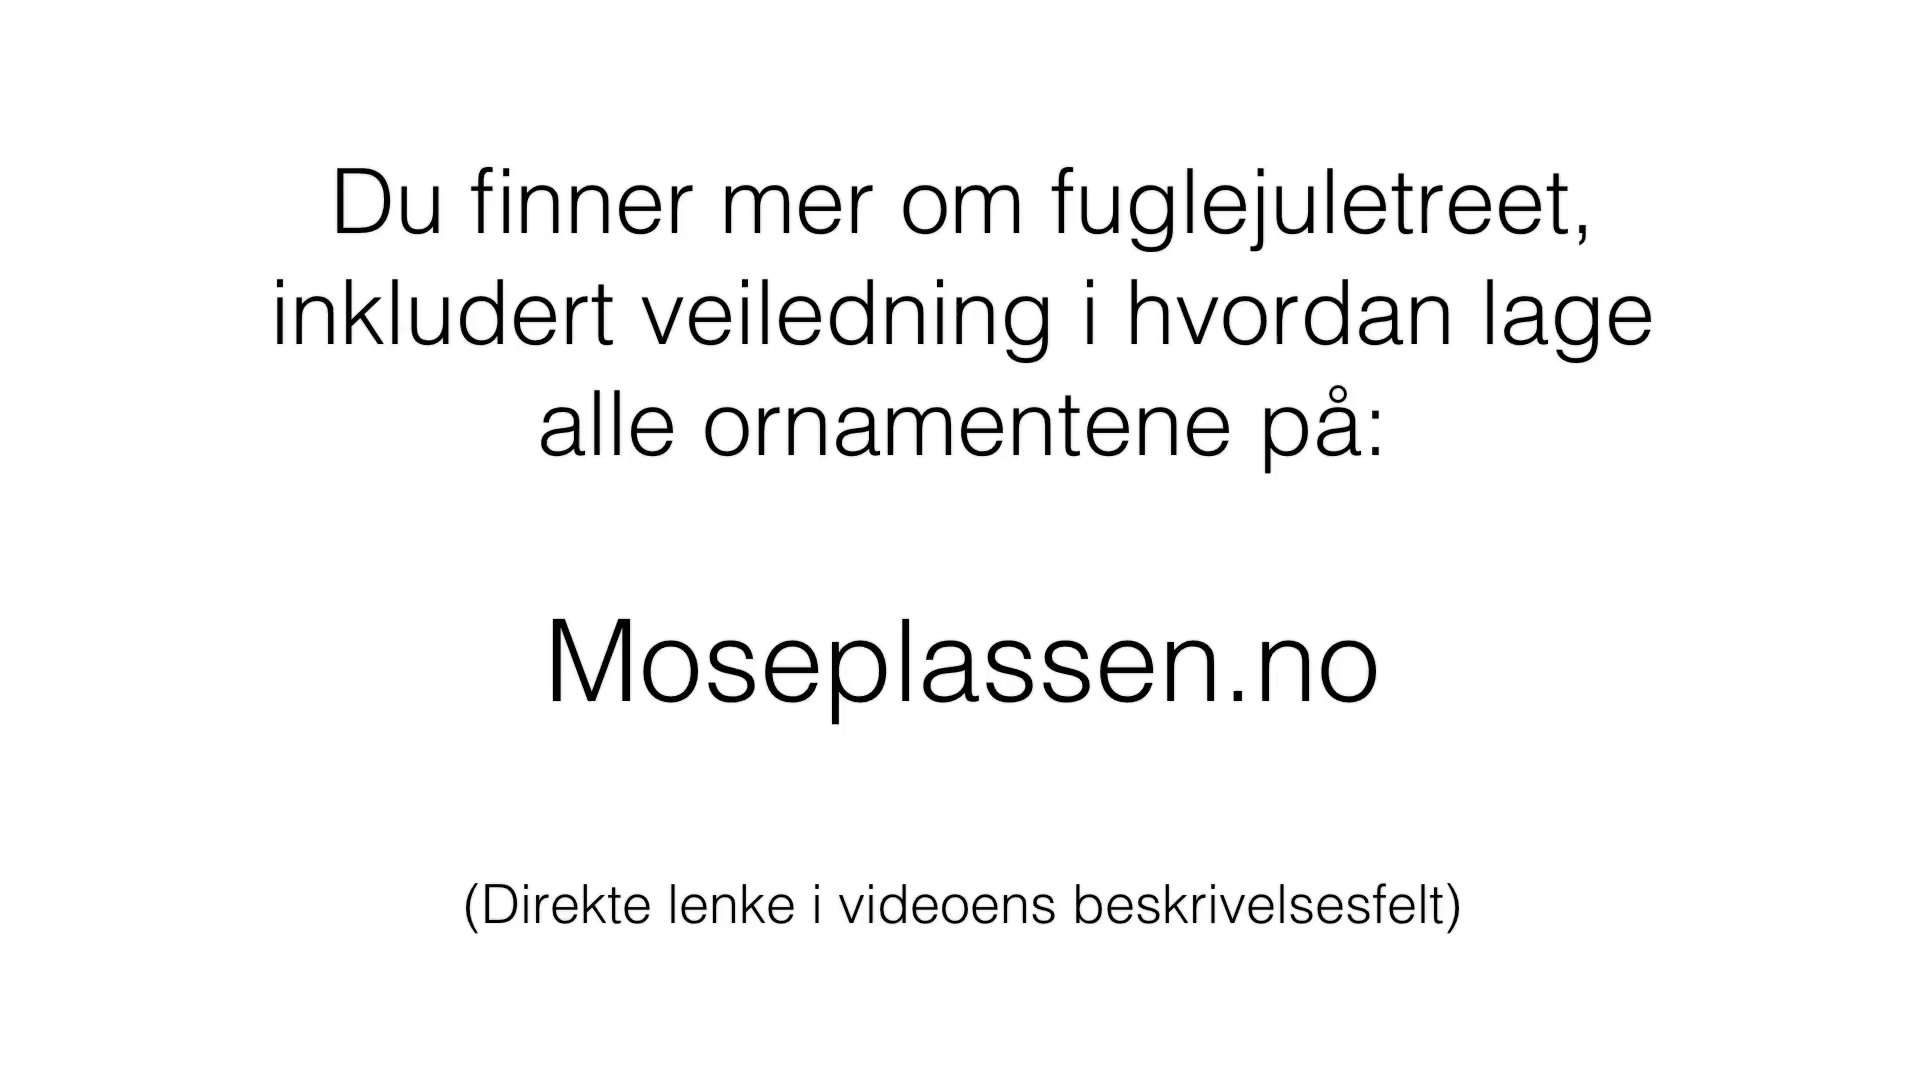 Du finner mer om fuglejuletreet,
inkludert veiledning i hvordan lage
alle ornamentene på:
Moseplassen.no
(Direkte lenke i videoens beskrivelsesfelt)